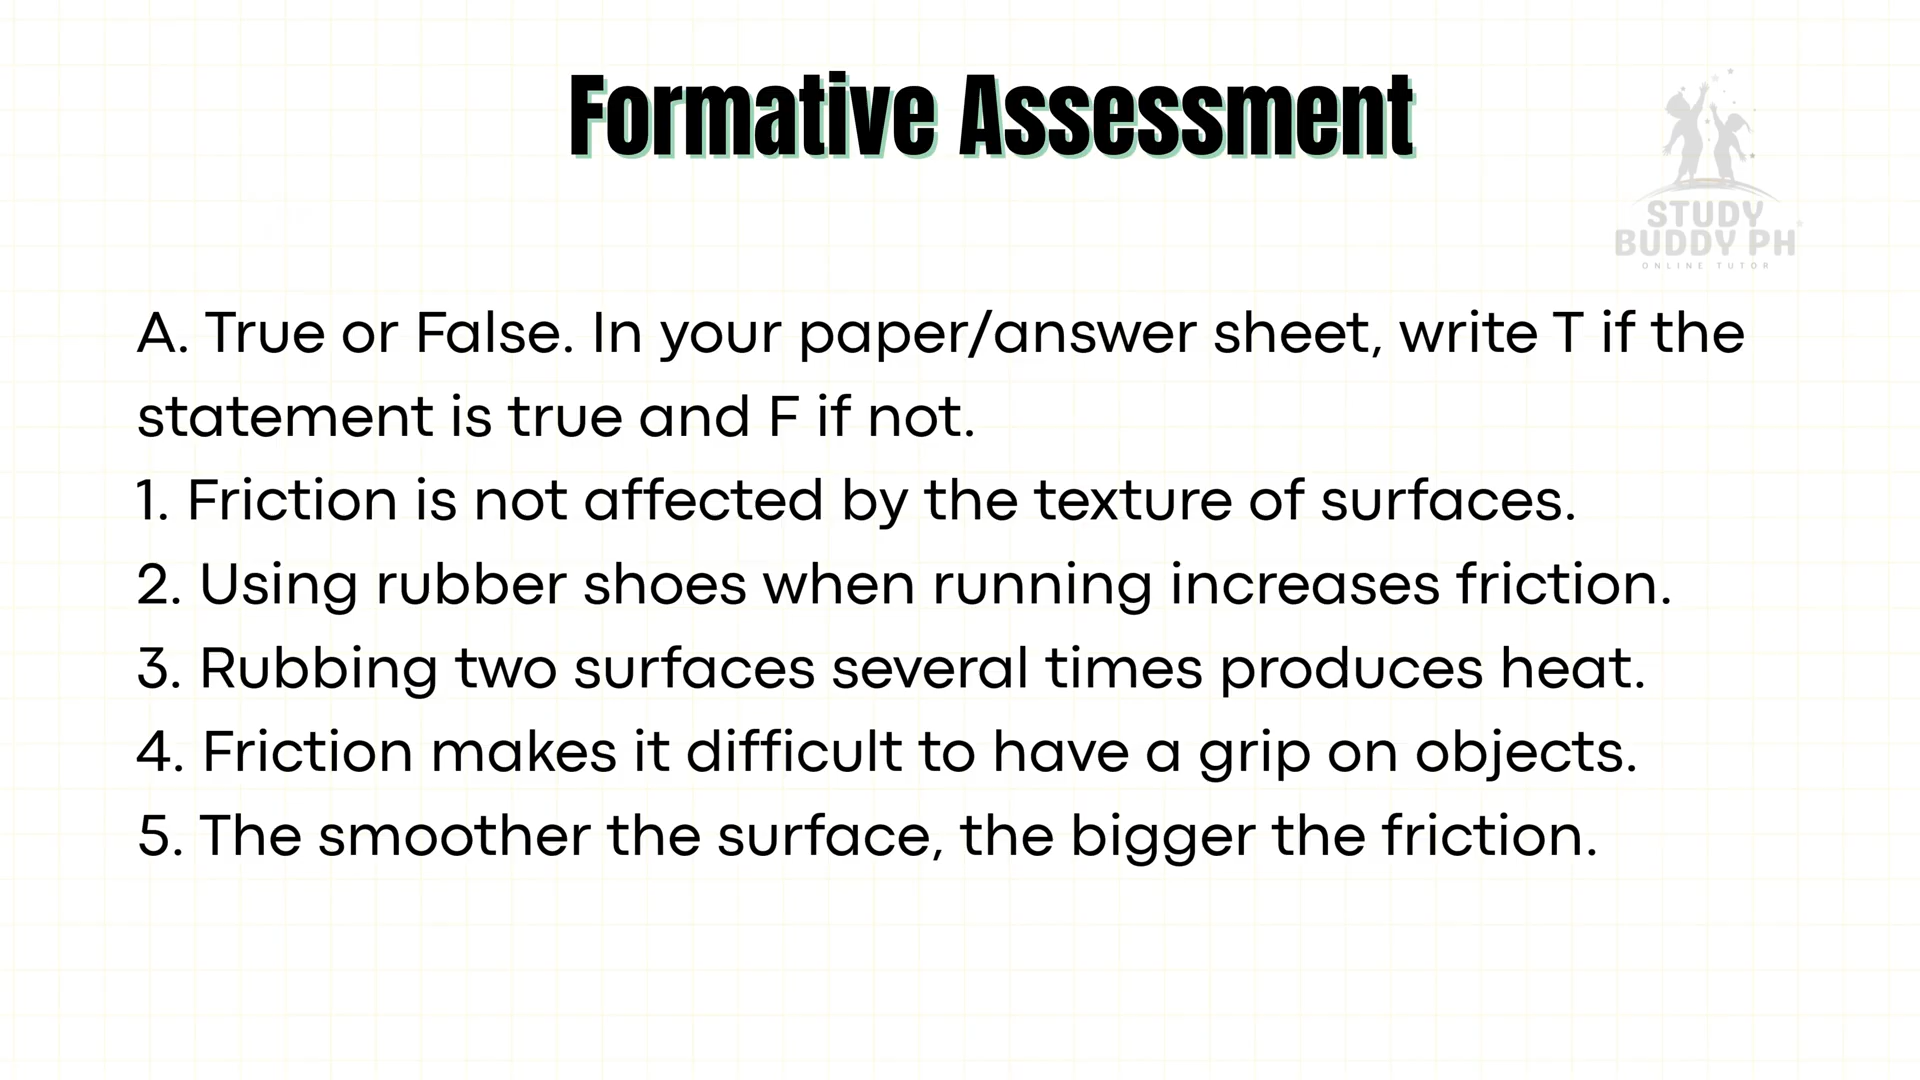 Formative Assessment
STUDY
BUDDY PH
ONLINE TUTOR
A. True or False. In your paper/answer sheet, write T if the
statement is true and F if not.
1. Friction is not affected by the texture of surfaces.
2. Using rubber shoes when running increases friction.
3. Rubbing two surfaces several times produces heat.
4. Friction makes it difficult to have a grip on objects.
5. The smoother the surface, the bigger the friction.